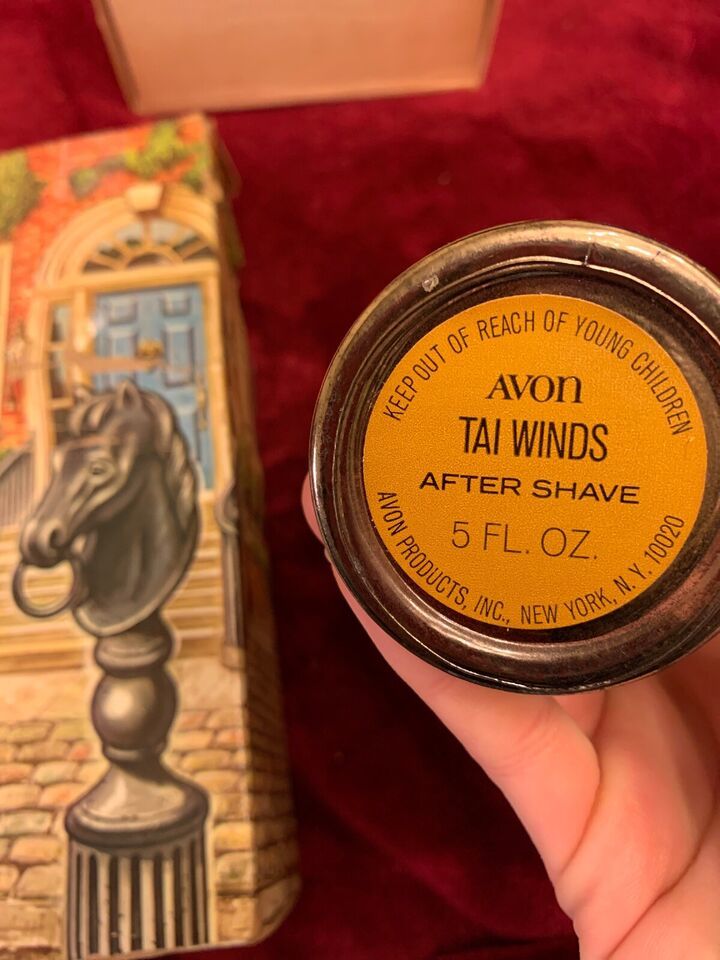 KEEP OUT OF REACH OF YOUNG CHILDREN
AVON
TAI WINDS
AFTER SHAVE
5 FL. OZ.
AVON PRODUCTS, INC., NEW YORK, N. Y. 10020